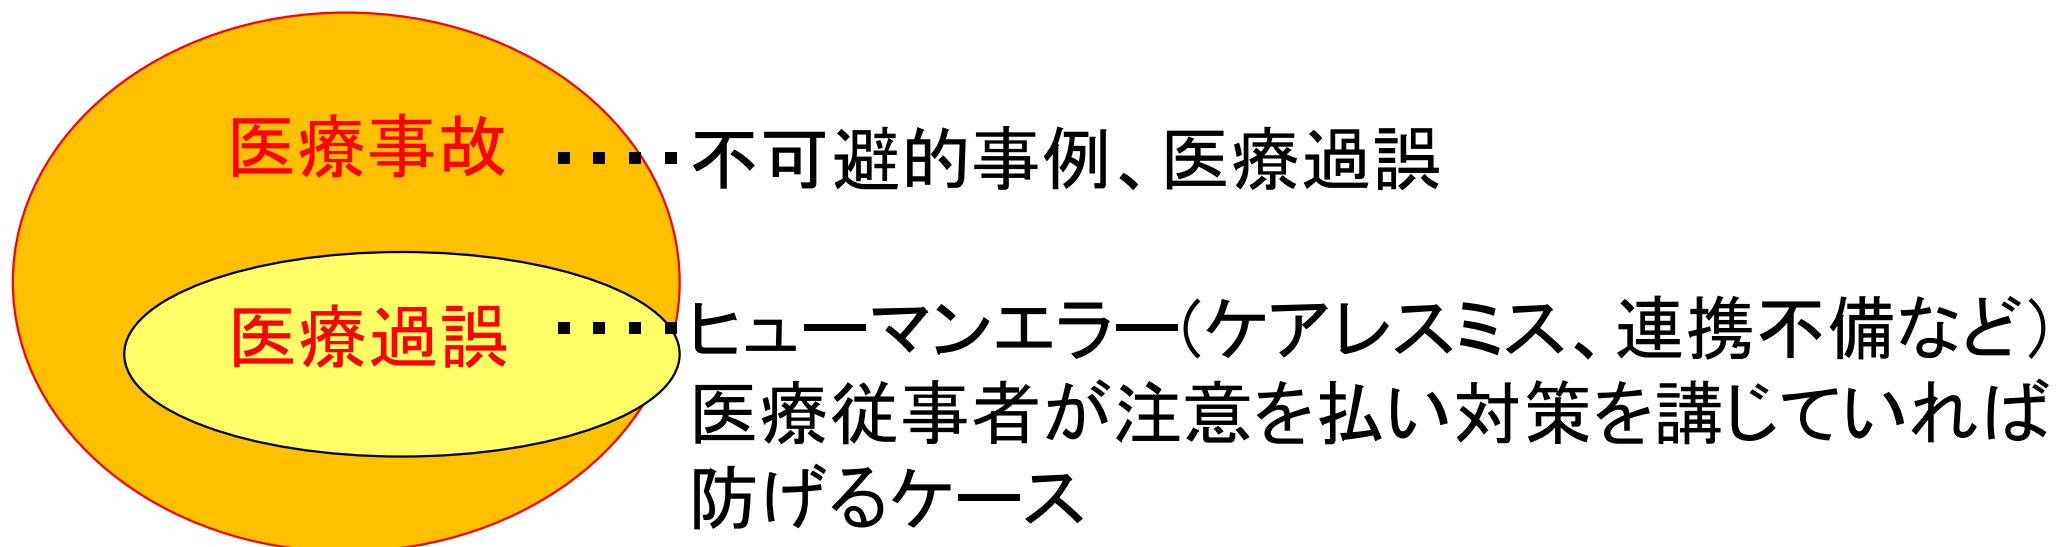 医療事故 ････不可避的事例、医療過誤
医療過誤 ････ヒューマンエラー(ケアレスミス、連携不備など)
医療従事者が注意を払い対策を講じていれば
防げるケース